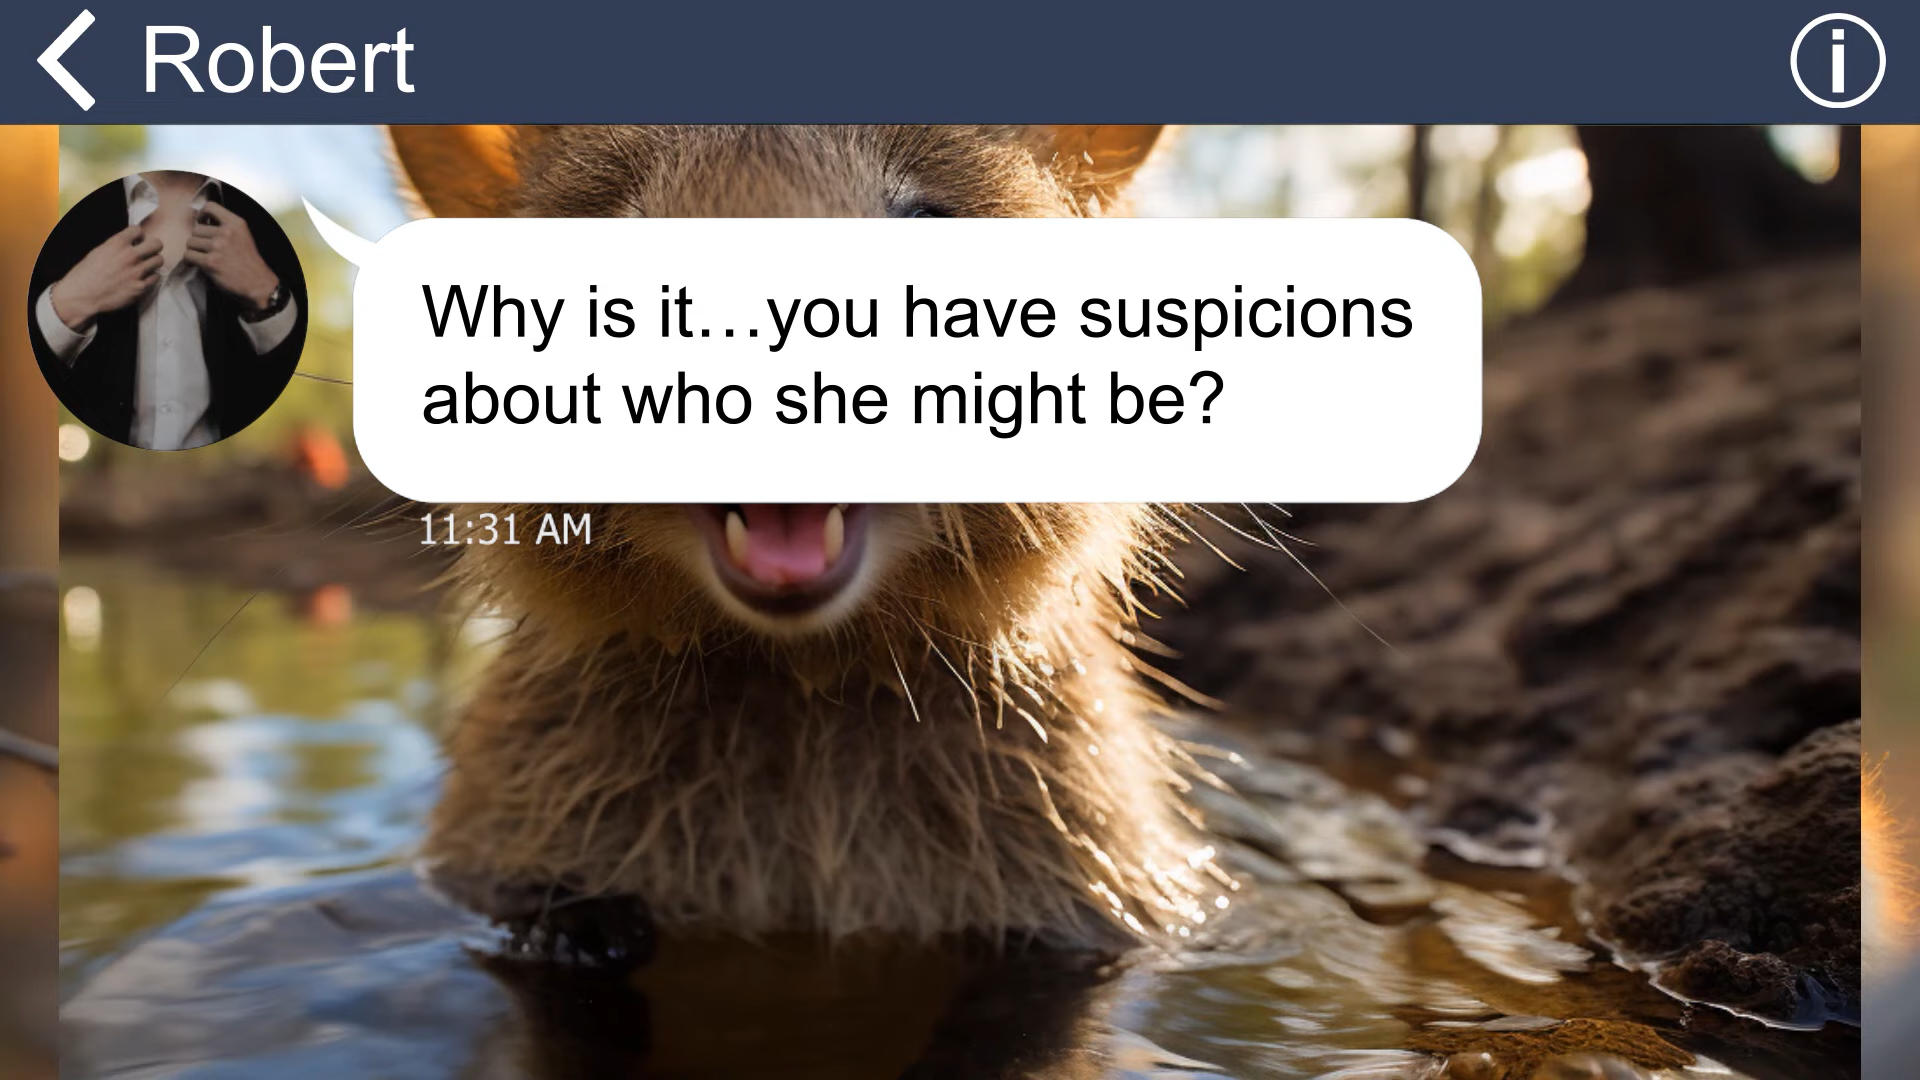 Robert
Why is it…you have suspicions
about who she might be?
11:31 AM